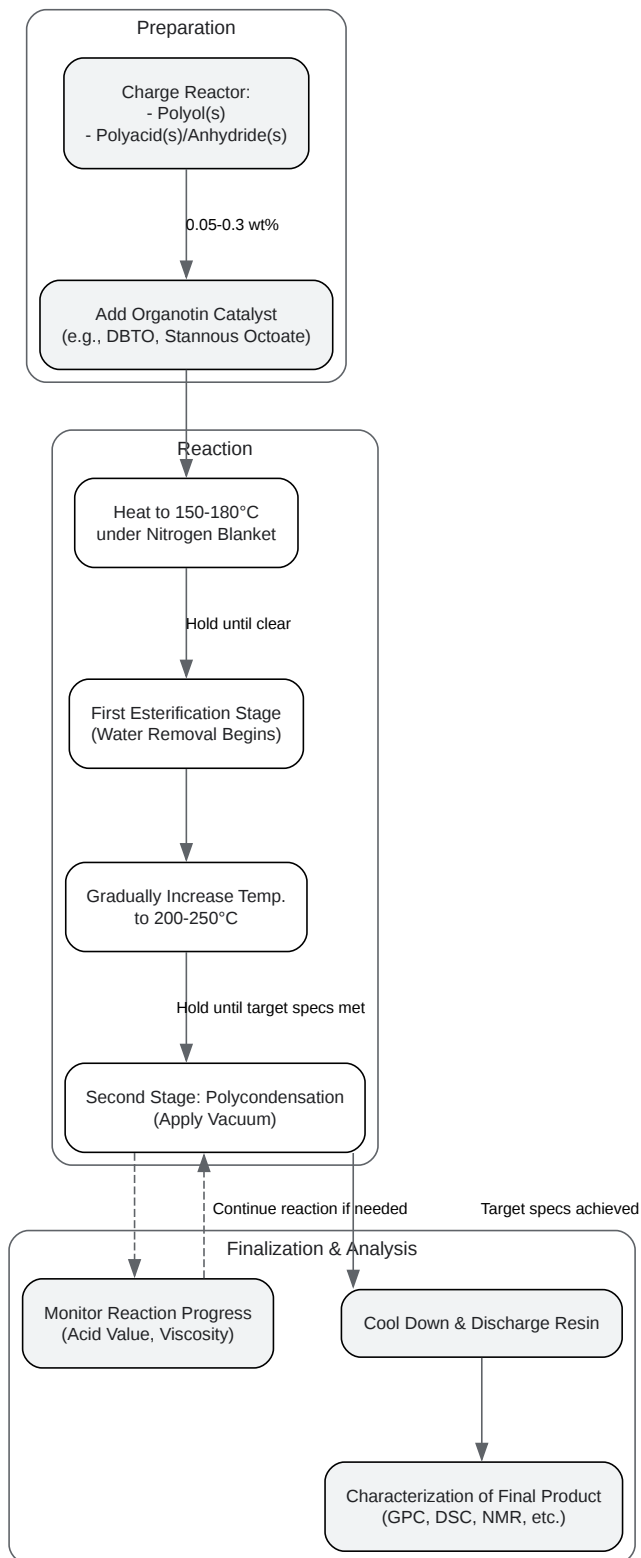 Preparation
Charge Reactor:
- Polyol(s)
- Polyacid(s)/Anhydride(s)
0.05-0.3 wt%
Add Organotin Catalyst
(e.g., DBTO, Stannous Octoate)
Reaction
Heat to 150-180°C
under Nitrogen Blanket
Hold until clear
First Esterification Stage
(Water Removal Begins)
Gradually Increase Temp.
to 200-250°C
Hold until target specs met
Second Stage: Polycondensation
(Apply Vacuum)
Continue reaction if needed
Target specs achieved
Finalization & Analysis
Monitor Reaction Progress
(Acid Value, Viscosity)
Cool Down & Discharge Resin
Characterization of Final Product
(GPC, DSC, NMR, etc.)